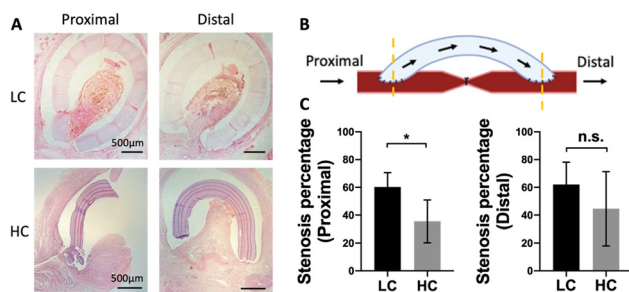 A
Proximal
Distal
LC
500μm
HC
500μm
B
Proximal
Distal
C
Stenosis percentage
(Proximal)
100
80
60
40
20
0
*
LC
HC
Stenosis percentage
(Distal)
100
80
60
40
20
0
n.s.
LC
HC